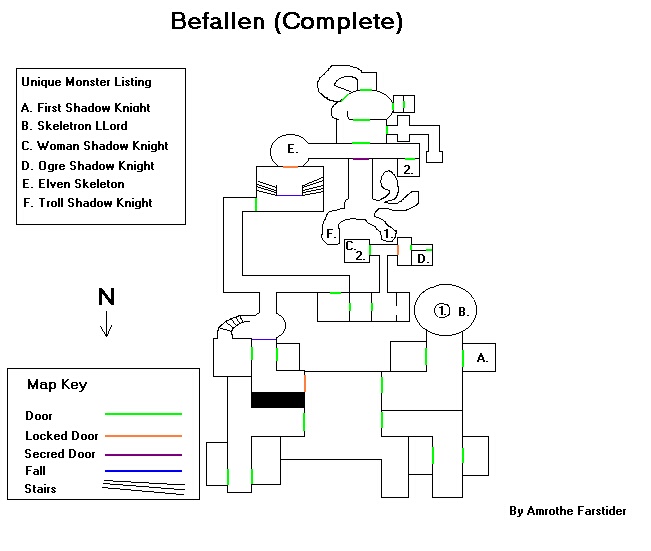 Befallen (Complete)
Unique Monster Listing
A. First Shadow Knight
B. Skeletron LLord
C. Woman Shadow Knight
D. Ogre Shadow Knight
E. Elven Skeleton
F. Troll Shadow Knight
E.
2.
F.
1.
C.
2.
D.
N
1.
B.
A.
Map Key
Door
Locked Door
Secred Door
Fall
Stairs
By Amrothe Farstider